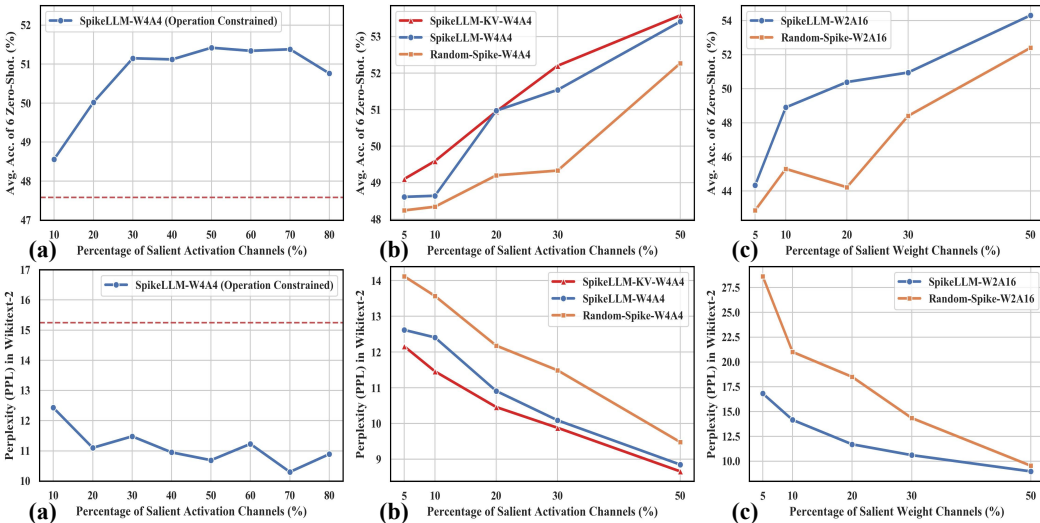 Avg. Acc. of 6 Zero-Shot. (%)
52
51
50
49
48
47
SpikeLLM-W4A4 (Operation Constrained)
10 20 30 40 50 60 70 80
(a) Percentage of Salient Activation Channels (%)
Avg. Acc. of 6 Zero-Shot. (%)
53
52
51
50
49
48
SpikeLLM-KV-W4A4
SpikeLLM-W4A4
Random-Spike-W4A4
5 10 20 30 50
(b) Percentage of Salient Activation Channels (%)
Avg. Acc. of 6 Zero-Shot. (%)
54
52
50
48
46
44
SpikeLLM-W2A16
Random-Spike-W2A16
5 10 20 30 50
(c) Percentage of Salient Weight Channels (%)
Perplexity (PPL) in Wikitext-2
17
16
15
14
13
12
11
10
SpikeLLM-W4A4 (Operation Constrained)
10 20 30 40 50 60 70 80
(a) Percentage of Salient Activation Channels (%)
Perplexity (PPL) in Wikitext-2
14
13
12
11
10
9
SpikeLLM-KV-W4A4
SpikeLLM-W4A4
Random-Spike-W4A4
5 10 20 30 50
(b) Percentage of Salient Activation Channels (%)
Perplexity (PPL) in Wikitext-2
27.5
25.0
22.5
20.0
17.5
15.0
12.5
10.0
SpikeLLM-W2A16
Random-Spike-W2A16
5 10 20 30 50
(c) Percentage of Salient Weight Channels (%)